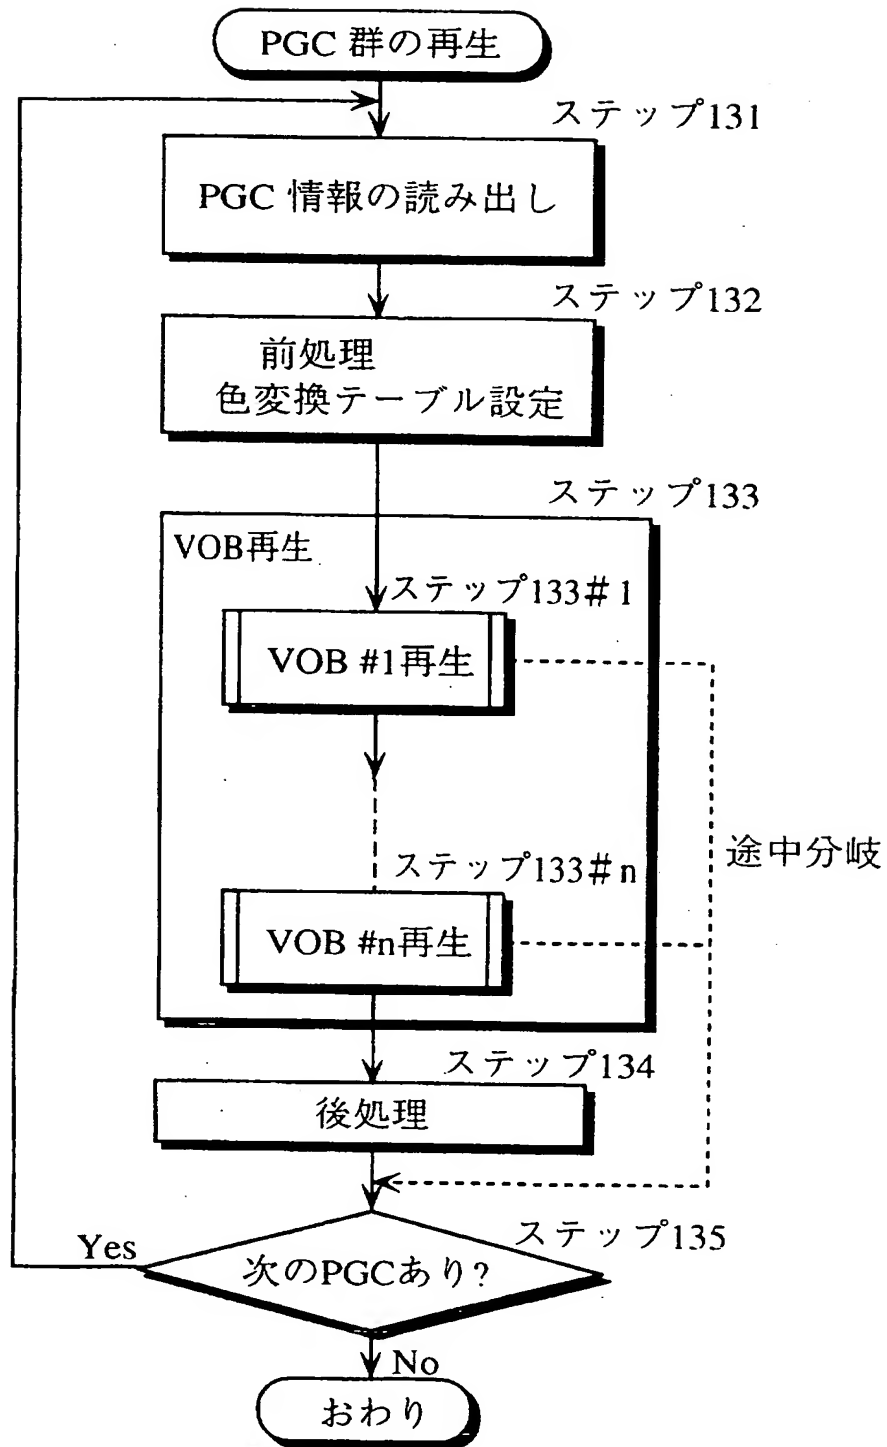 PGC 群の再生
ステップ131
PGC 情報の読み出し
ステップ132
前処理
色変換テーブル設定
ステップ133
VOB再生
ステップ133#1
VOB #1再生
途中分岐
ステップ133#n
VOB #n再生
ステップ134
後処理
ステップ135
Yes
次のPGCあり?
No
おわり